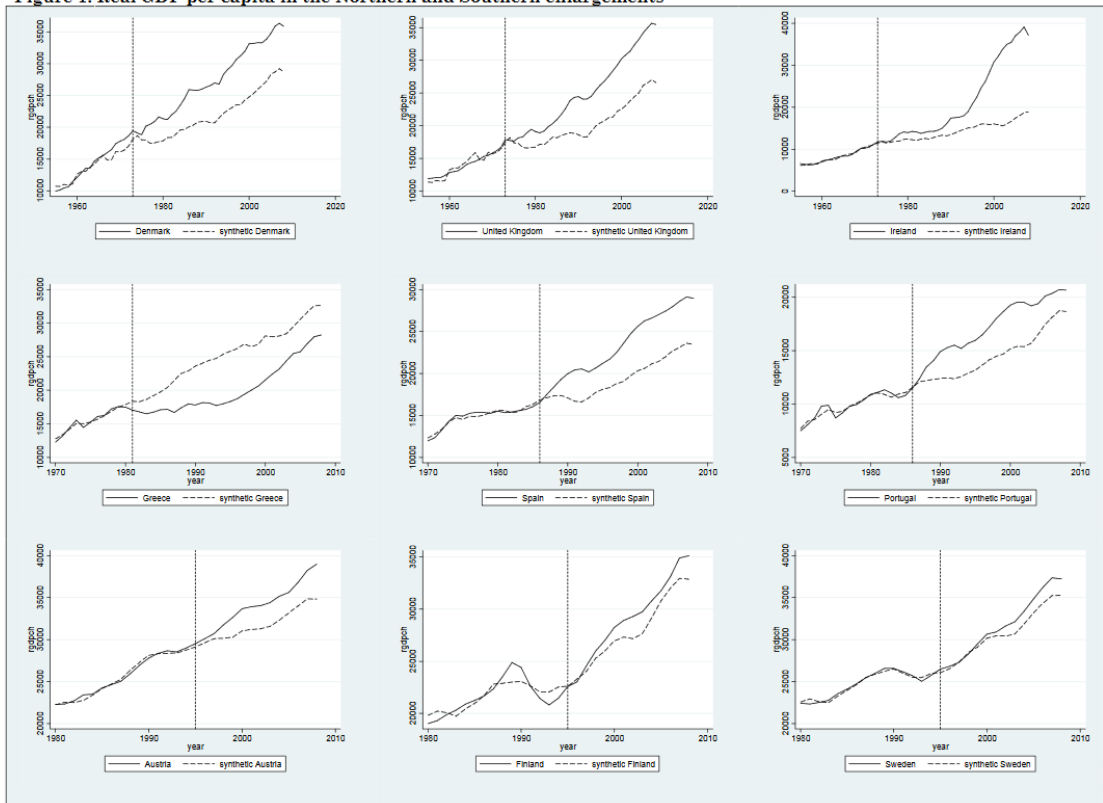 Figure 1. Real GDP per capita in the Northern and Southern enlargements
rgdpch
10000 15000 20000 25000 30000 35000
1960 1980 2000 2020
year
Denmark synthetic Denmark
rgdpch
10000 15000 20000 25000 30000 35000
1960 1980 2000 2020
year
United Kingdom synthetic United Kingdom
rgdpch
0 10000 20000 30000 40000
1960 1980 2000 2020
year
Ireland synthetic Ireland
rgdpch
10000 15000 20000 25000 30000 35000
1970 1980 1990 2000 2010
year
Greece synthetic Greece
rgdpch
10000 15000 20000 25000 30000 35000
1970 1980 1990 2000 2010
year
Spain synthetic Spain
rgdpch
5000 10000 15000 20000
1970 1980 1990 2000 2010
year
Portugal synthetic Portugal
rgdpch
20000 25000 30000 35000 40000
1980 1990 2000 2010
year
Austria synthetic Austria
rgdpch
20000 25000 30000 35000
1980 1990 2000 2010
year
Finland synthetic Finland
rgdpch
20000 25000 30000 35000 40000
1980 1990 2000 2010
year
Sweden synthetic Sweden